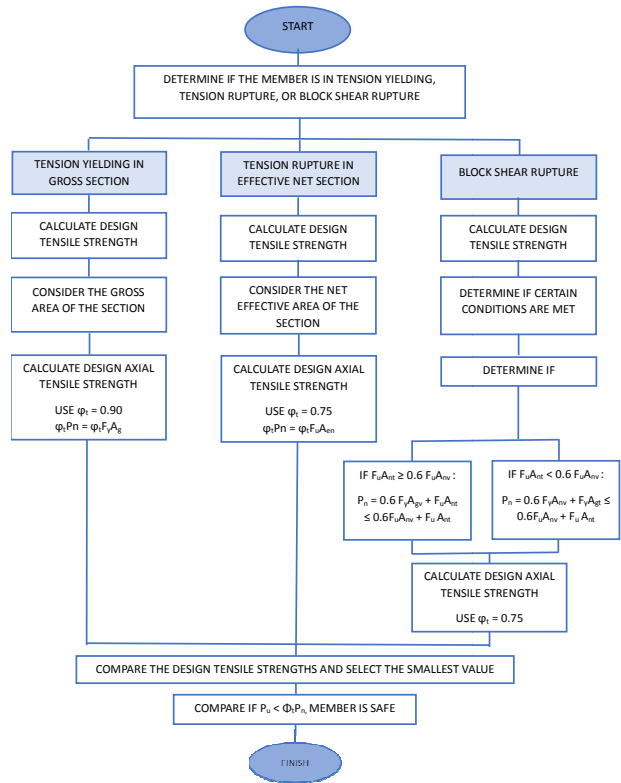 START
DETERMINE IF THE MEMBER IS IN TENSION YIELDING,
TENSION RUPTURE, OR BLOCK SHEAR RUPTURE
TENSION YIELDING IN
GROSS SECTION
CALCULATE DESIGN
TENSILE STRENGTH
CONSIDER THE GROSS
AREA OF THE SECTION
CALCULATE DESIGN AXIAL
TENSILE STRENGTH
USE φₜ = 0.90
φₜPn = φₜFᵧA_g
TENSION RUPTURE IN
EFFECTIVE NET SECTION
CALCULATE DESIGN
TENSILE STRENGTH
CONSIDER THE NET
EFFECTIVE AREA OF THE
SECTION
CALCULATE DESIGN AXIAL
TENSILE STRENGTH
USE φₜ = 0.75
φₜPn = φₜFᵤAₑₙ
BLOCK SHEAR RUPTURE
CALCULATE DESIGN
TENSILE STRENGTH
DETERMINE IF CERTAIN
CONDITIONS ARE MET
DETERMINE IF
IF FᵤAₙₜ ≥ 0.6 FᵤAₙᵥ :
Pₙ = 0.6 FᵧA_gᵥ + FᵤAₙₜ
≤ 0.6FᵤAₙᵥ + Fᵤ Aₙₜ
IF FᵤAₙₜ < 0.6 FᵤAₙᵥ :
Pₙ = 0.6 FᵧAₙᵥ + FᵧA_gₜ ≤
0.6FᵤAₙᵥ + Fᵤ Aₙₜ
CALCULATE DESIGN AXIAL
TENSILE STRENGTH
USE φₜ = 0.75
COMPARE THE DESIGN TENSILE STRENGTHS AND SELECT THE SMALLEST VALUE
COMPARE IF Pᵤ < ΦₜPₙ, MEMBER IS SAFE
FINISH